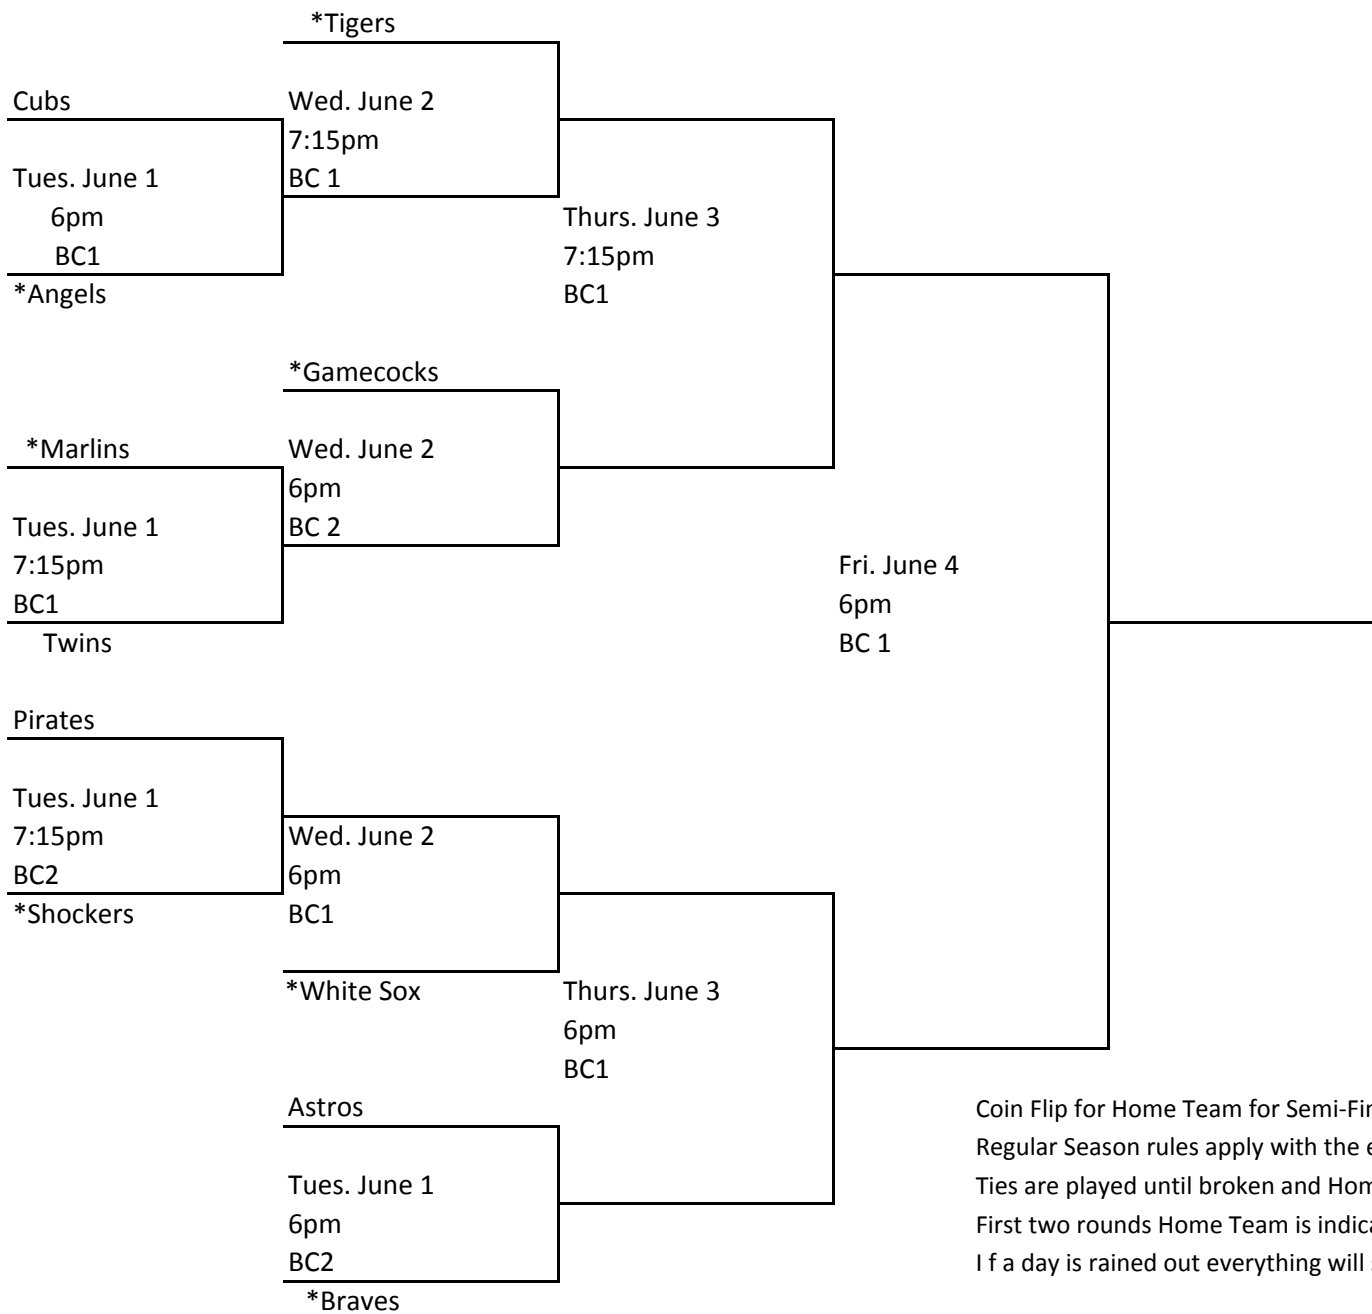 *Tigers
Cubs
Wed. June 2
7:15pm
BC 1
Tues. June 1
6pm
BC1
*Angels
Thurs. June 3
7:15pm
BC1
*Gamecocks
*Marlins
Wed. June 2
6pm
BC 2
Tues. June 1
7:15pm
BC1
Twins
Fri. June 4
6pm
BC 1
Pirates
Tues. June 1
7:15pm
BC2
*Shockers
Wed. June 2
6pm
BC1
*White Sox
Thurs. June 3
6pm
BC1
Astros
Tues. June 1
6pm
BC2
*Braves
Coin Flip for Home Team for Semi-Fin
Regular Season rules apply with the e
Ties are played until broken and Hom
First two rounds Home Team is indica
I f a day is rained out everything will